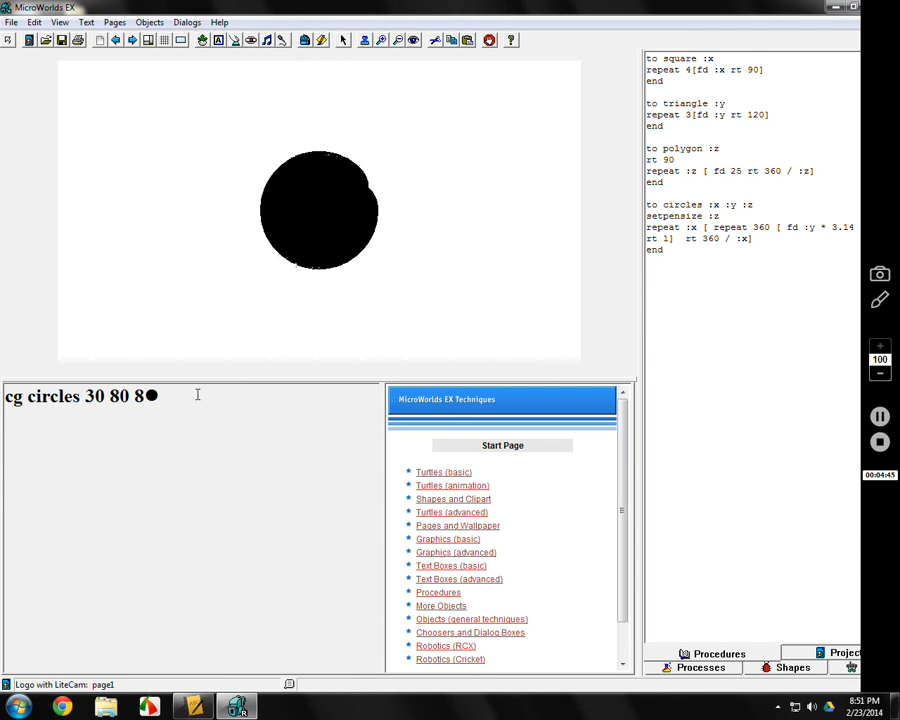 MicroWorlds EX
File Edit View Text Pages Objects Dialogs Help
to square :x
repeat 4[fd :x rt 90]
end
to triangle :y
repeat 3[fd :y rt 120]
end
to polygon :z
rt 90
repeat :z [ fd 25 rt 360 / :z]
end
to circles :x :y :z
setpensize :z
repeat :x [ repeat 360 [ fd :y * 3.14
rt 1] rt 360 / :x]
end
100
00:04:45
cg circles 30 80 8
MicroWorlds EX Techniques
Start Page
Turtles (basic)
Turtles (animation)
Shapes and Clipart
Turtles (advanced)
Pages and Wallpaper
Graphics (basic)
Graphics (advanced)
Text Boxes (basic)
Text Boxes (advanced)
Procedures
More Objects
Objects (general techniques)
Choosers and Dialog Boxes
Robotics (RCX)
Robotics (Cricket)
Procedures Project
Processes Shapes
Logo with LiteCam: page1
8:51 PM
2/23/2014